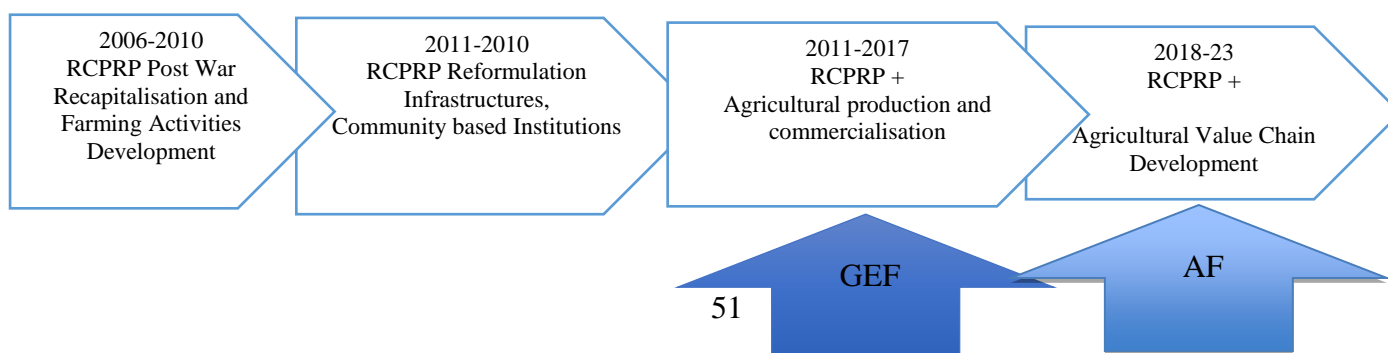 2006-2010
RCPRP Post War
Recapitalisation and
Farming Activities
Development
2011-2010
RCPRP Reformulation
Infrastructures,
Community based Institutions
2011-2017
RCPRP +
Agricultural production and
commercialisation
2018-23
RCPRP +
Agricultural Value Chain
Development
GEF
AF
51